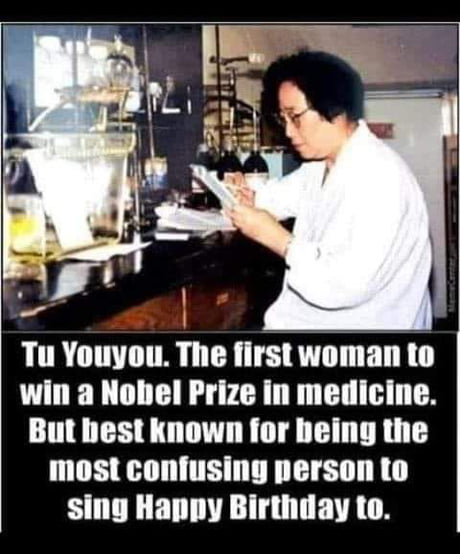 Tu Youyou. The first woman to
win a Nobel Prize in medicine.
But best known for being the
most confusing person to
sing Happy Birthday to.
MemeCenter